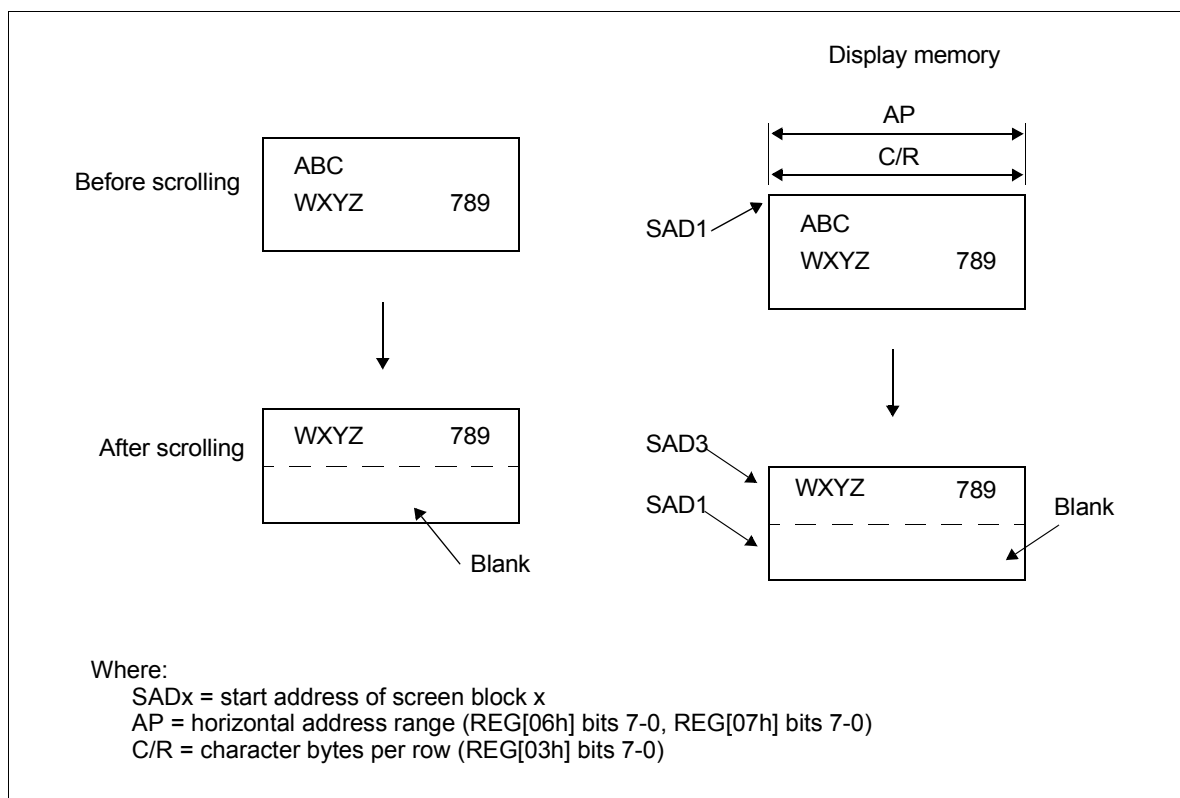 Display memory
AP
C/R
Before scrolling
ABC
WXYZ 789
SAD1
ABC
WXYZ 789
After scrolling
WXYZ 789
Blank
SAD3
SAD1
WXYZ 789
Blank
Where:
SADx = start address of screen block x
AP = horizontal address range (REG[06h] bits 7-0, REG[07h] bits 7-0)
C/R = character bytes per row (REG[03h] bits 7-0)